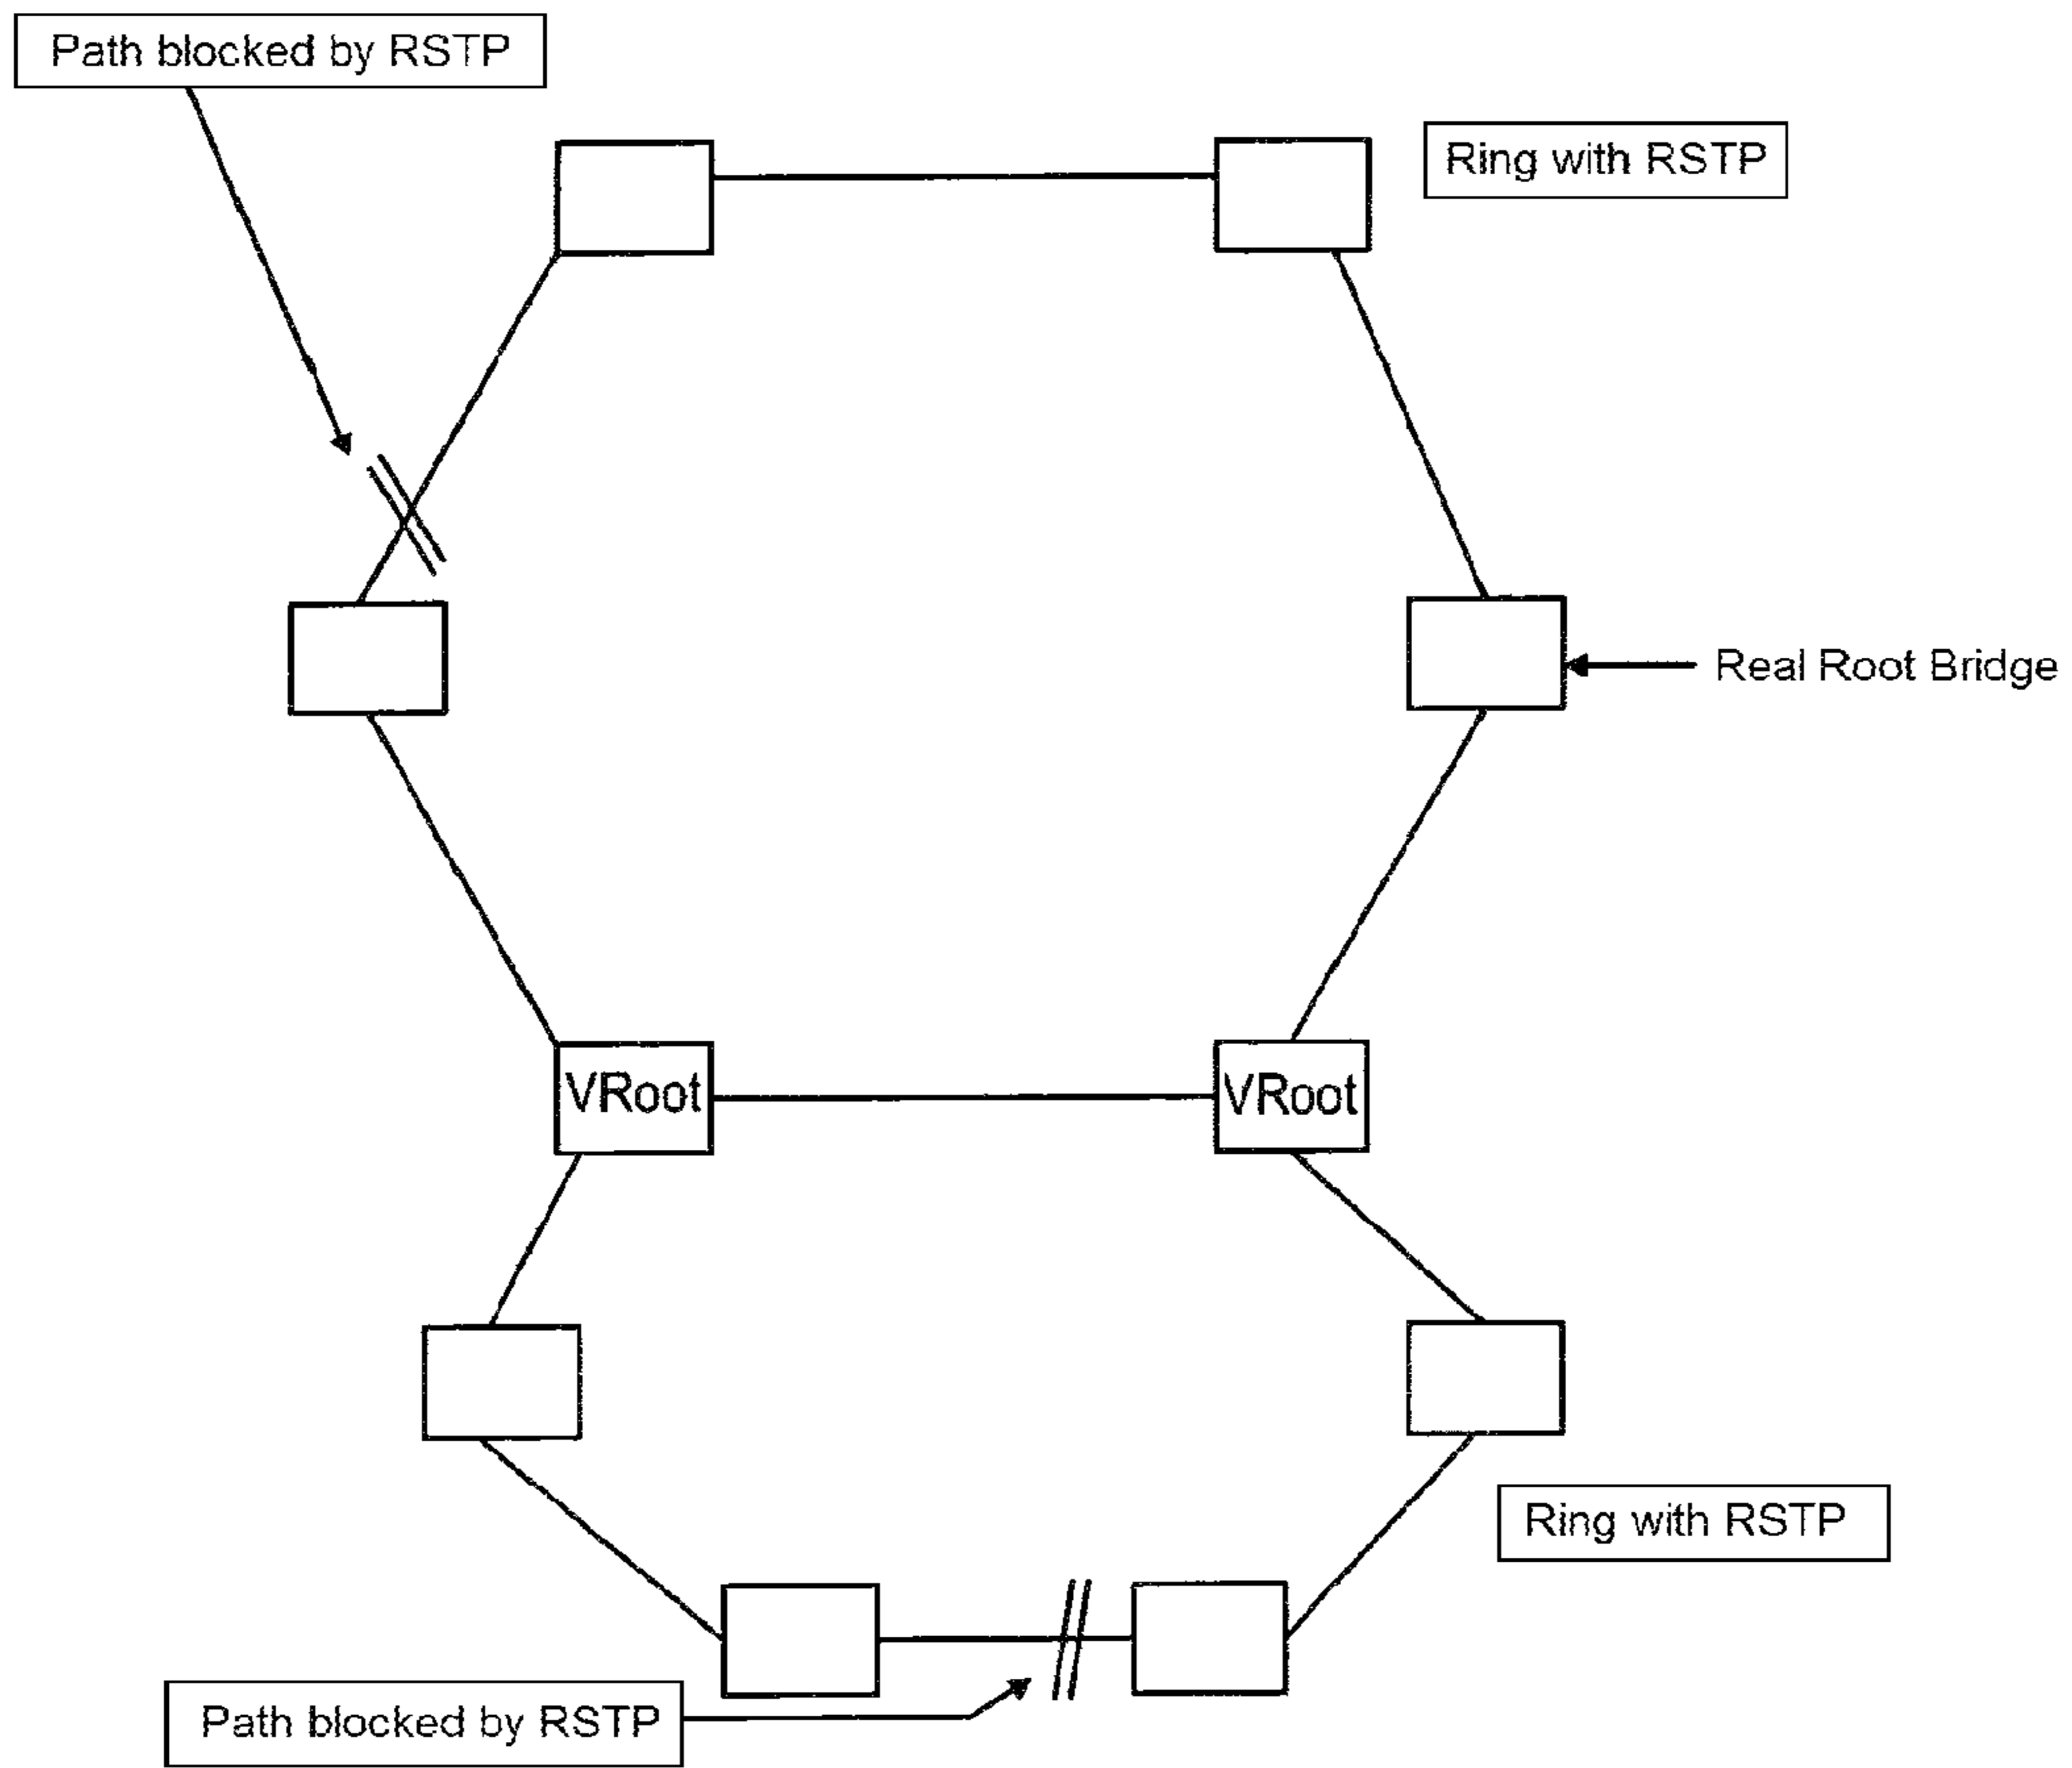 Path blocked by RSTP
Ring with RSTP
Real Root Bridge
VRoot
VRoot
Ring with RSTP
Path blocked by RSTP